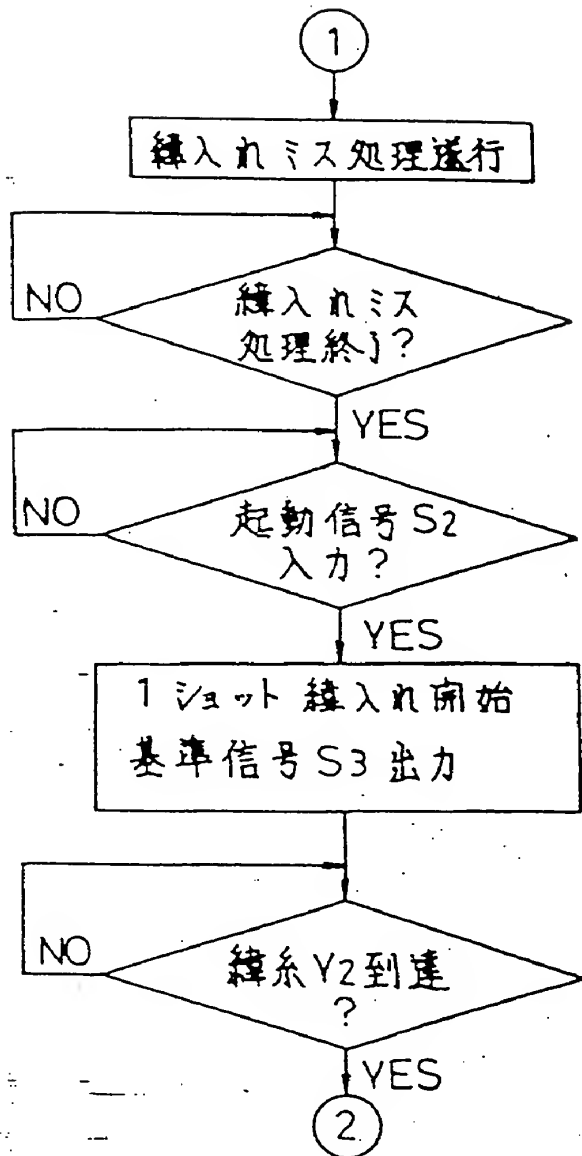 1
緯入れミス処理遂行
緯入れミス
処理終了?
NO
YES
起動信号S2
入力?
NO
YES
1ショット緯入れ開始
基準信号S3出力
緯糸Y2到達
?
NO
YES
2